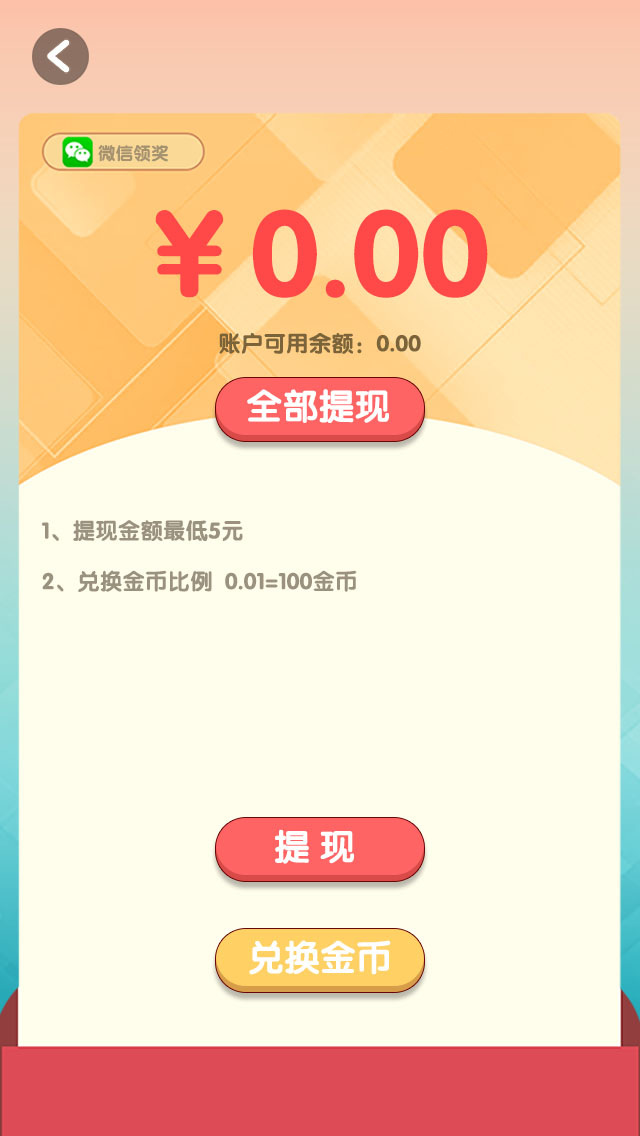 微信领奖
￥0.00
账户可用余额：0.00
全部提现
1、提现金额最低5元
2、兑换金币比例 0.01=100金币
提 现
兑换金币